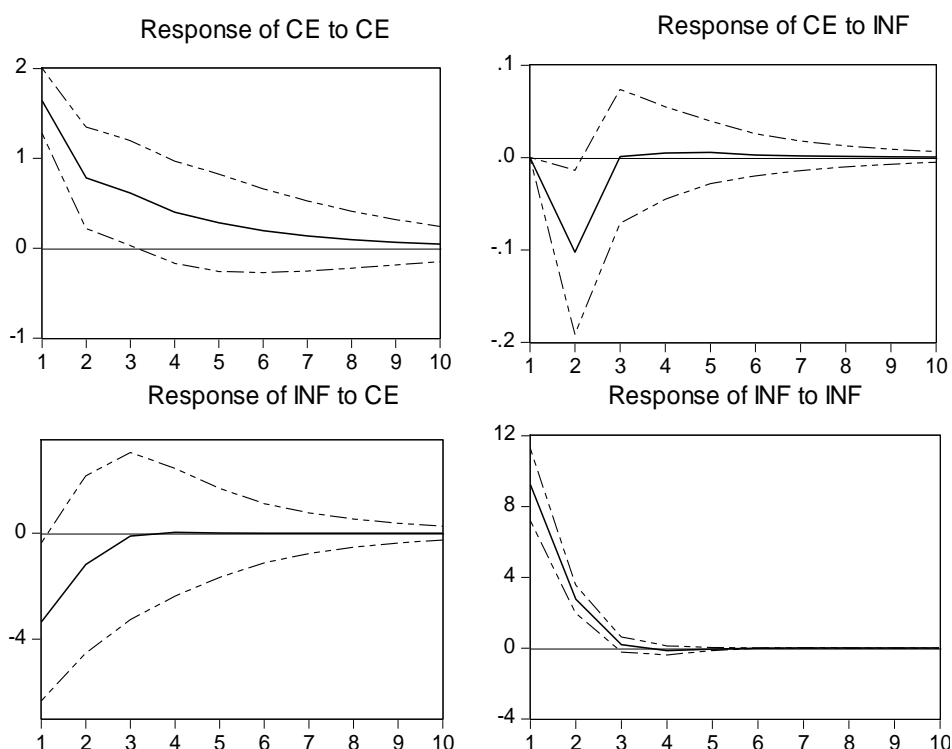 Response of CE to CE
2
1
0
-1
1 2 3 4 5 6 7 8 9 10
Response of CE to INF
.1
.0
-.1
-.2
1 2 3 4 5 6 7 8 9 10
Response of INF to CE
0
-4
1 2 3 4 5 6 7 8 9 10
Response of INF to INF
12
8
4
0
-4
1 2 3 4 5 6 7 8 9 10